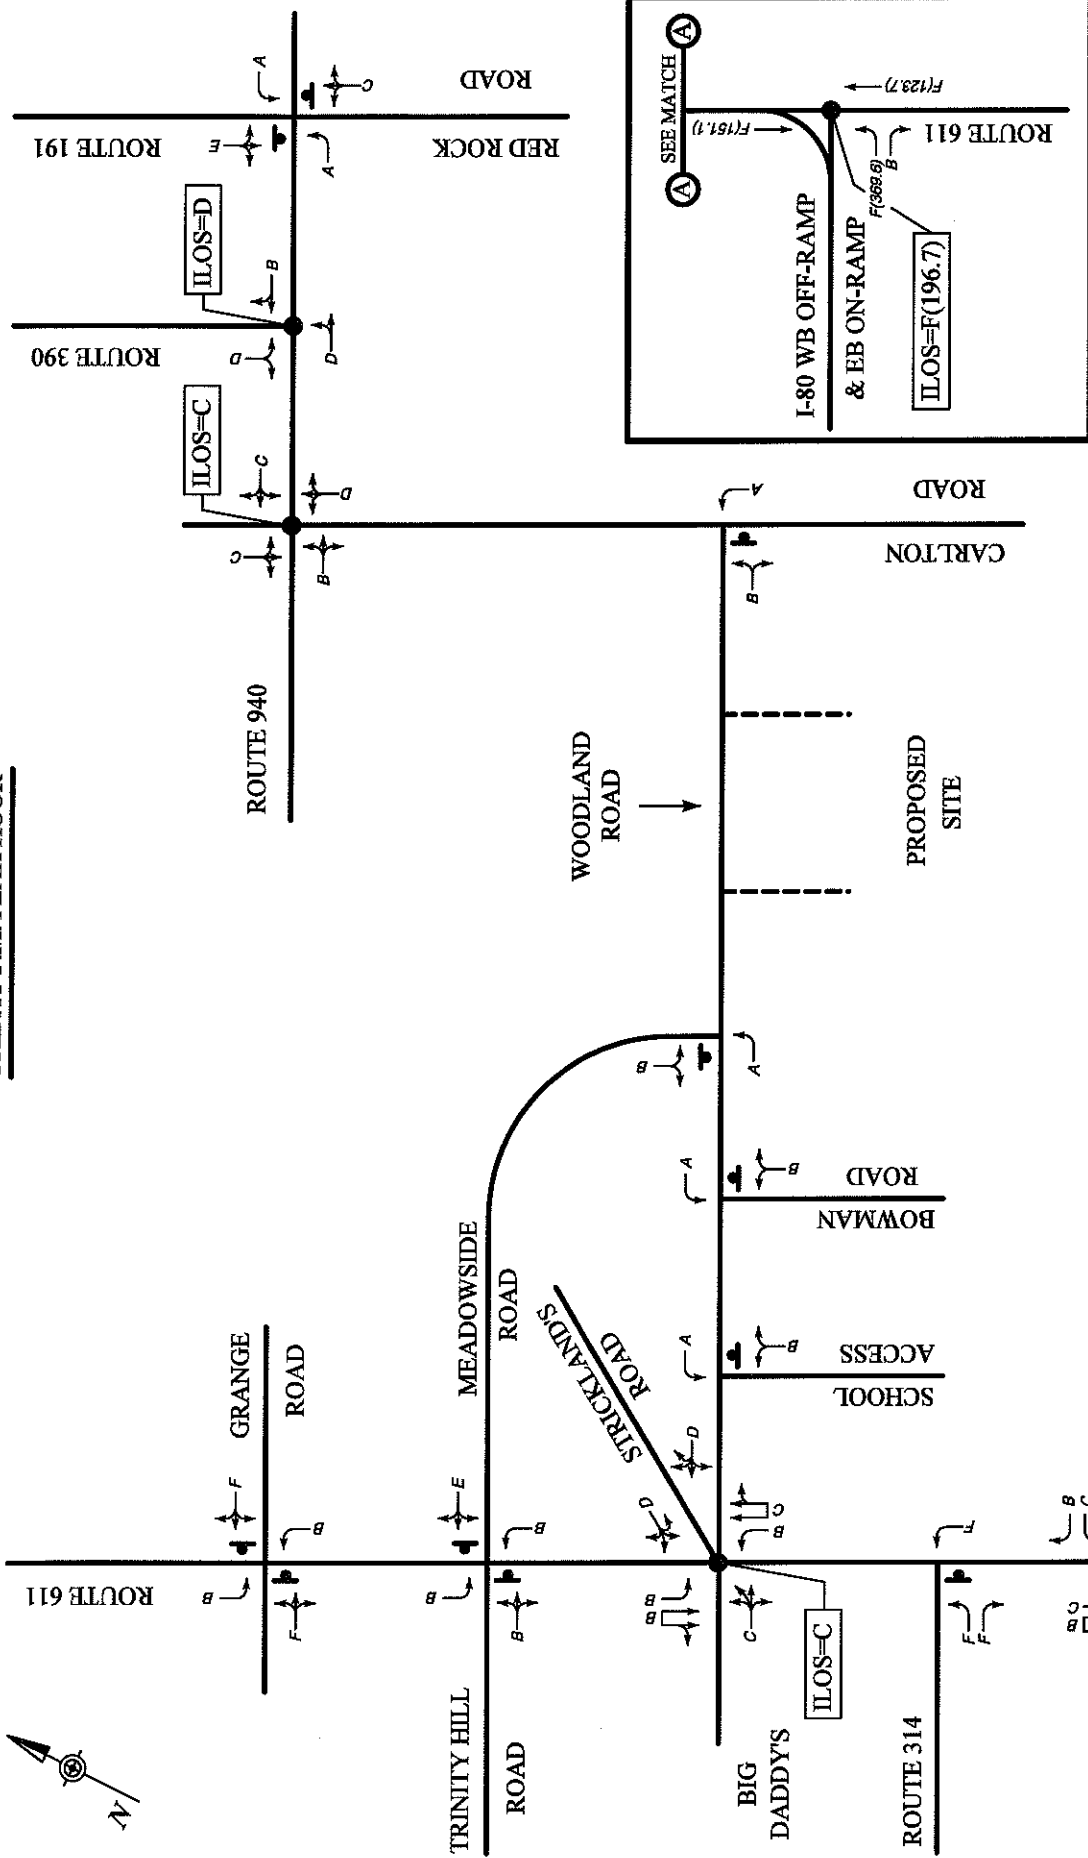 N
ROUTE 611
GRANGE
ROAD
F
F
B
B
TRINITY HILL
ROAD
MEADOWSIDE
ROAD
E
B
B
B
STRICKLAND'S
ROAD
BIG
DADDY'S
B
B
C
D
D
C
B
ILOS=C
ROUTE 314
F
F
F
B
B
C
SCHOOL
ACCESS
A
B
BOWMAN
ROAD
A
B
B
A
WOODLAND
ROAD
PROPOSED
SITE
CARLTON
ROAD
A
B
ROUTE 940
ILOS=C
C
B
C
D
ROUTE 390
ILOS=D
D
B
D
ROUTE 191
RED ROCK
ROAD
E
A
A
C
A
SEE MATCH
A
F(151.1)
F(123.7)
F(369.6)
B
I-80 WB OFF-RAMP
& EB ON-RAMP
ILOS=F(196.7)
ROUTE 611